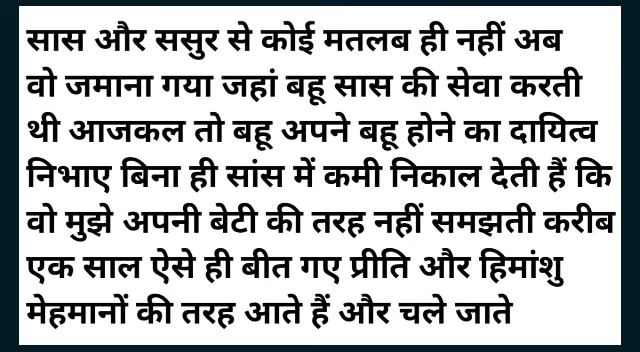 सास और ससुर से कोई मतलब ही नहीं अब
वो जमाना गया जहां बहू सास की सेवा करती
थी आजकल तो बहू अपने बहू होने का दायित्व
निभाए बिना ही सांस में कमी निकाल देती हैं कि
वो मुझे अपनी बेटी की तरह नहीं समझती करीब
एक साल ऐसे ही बीत गए प्रीति और हिमांशु
मेहमानों की तरह आते हैं और चले जाते